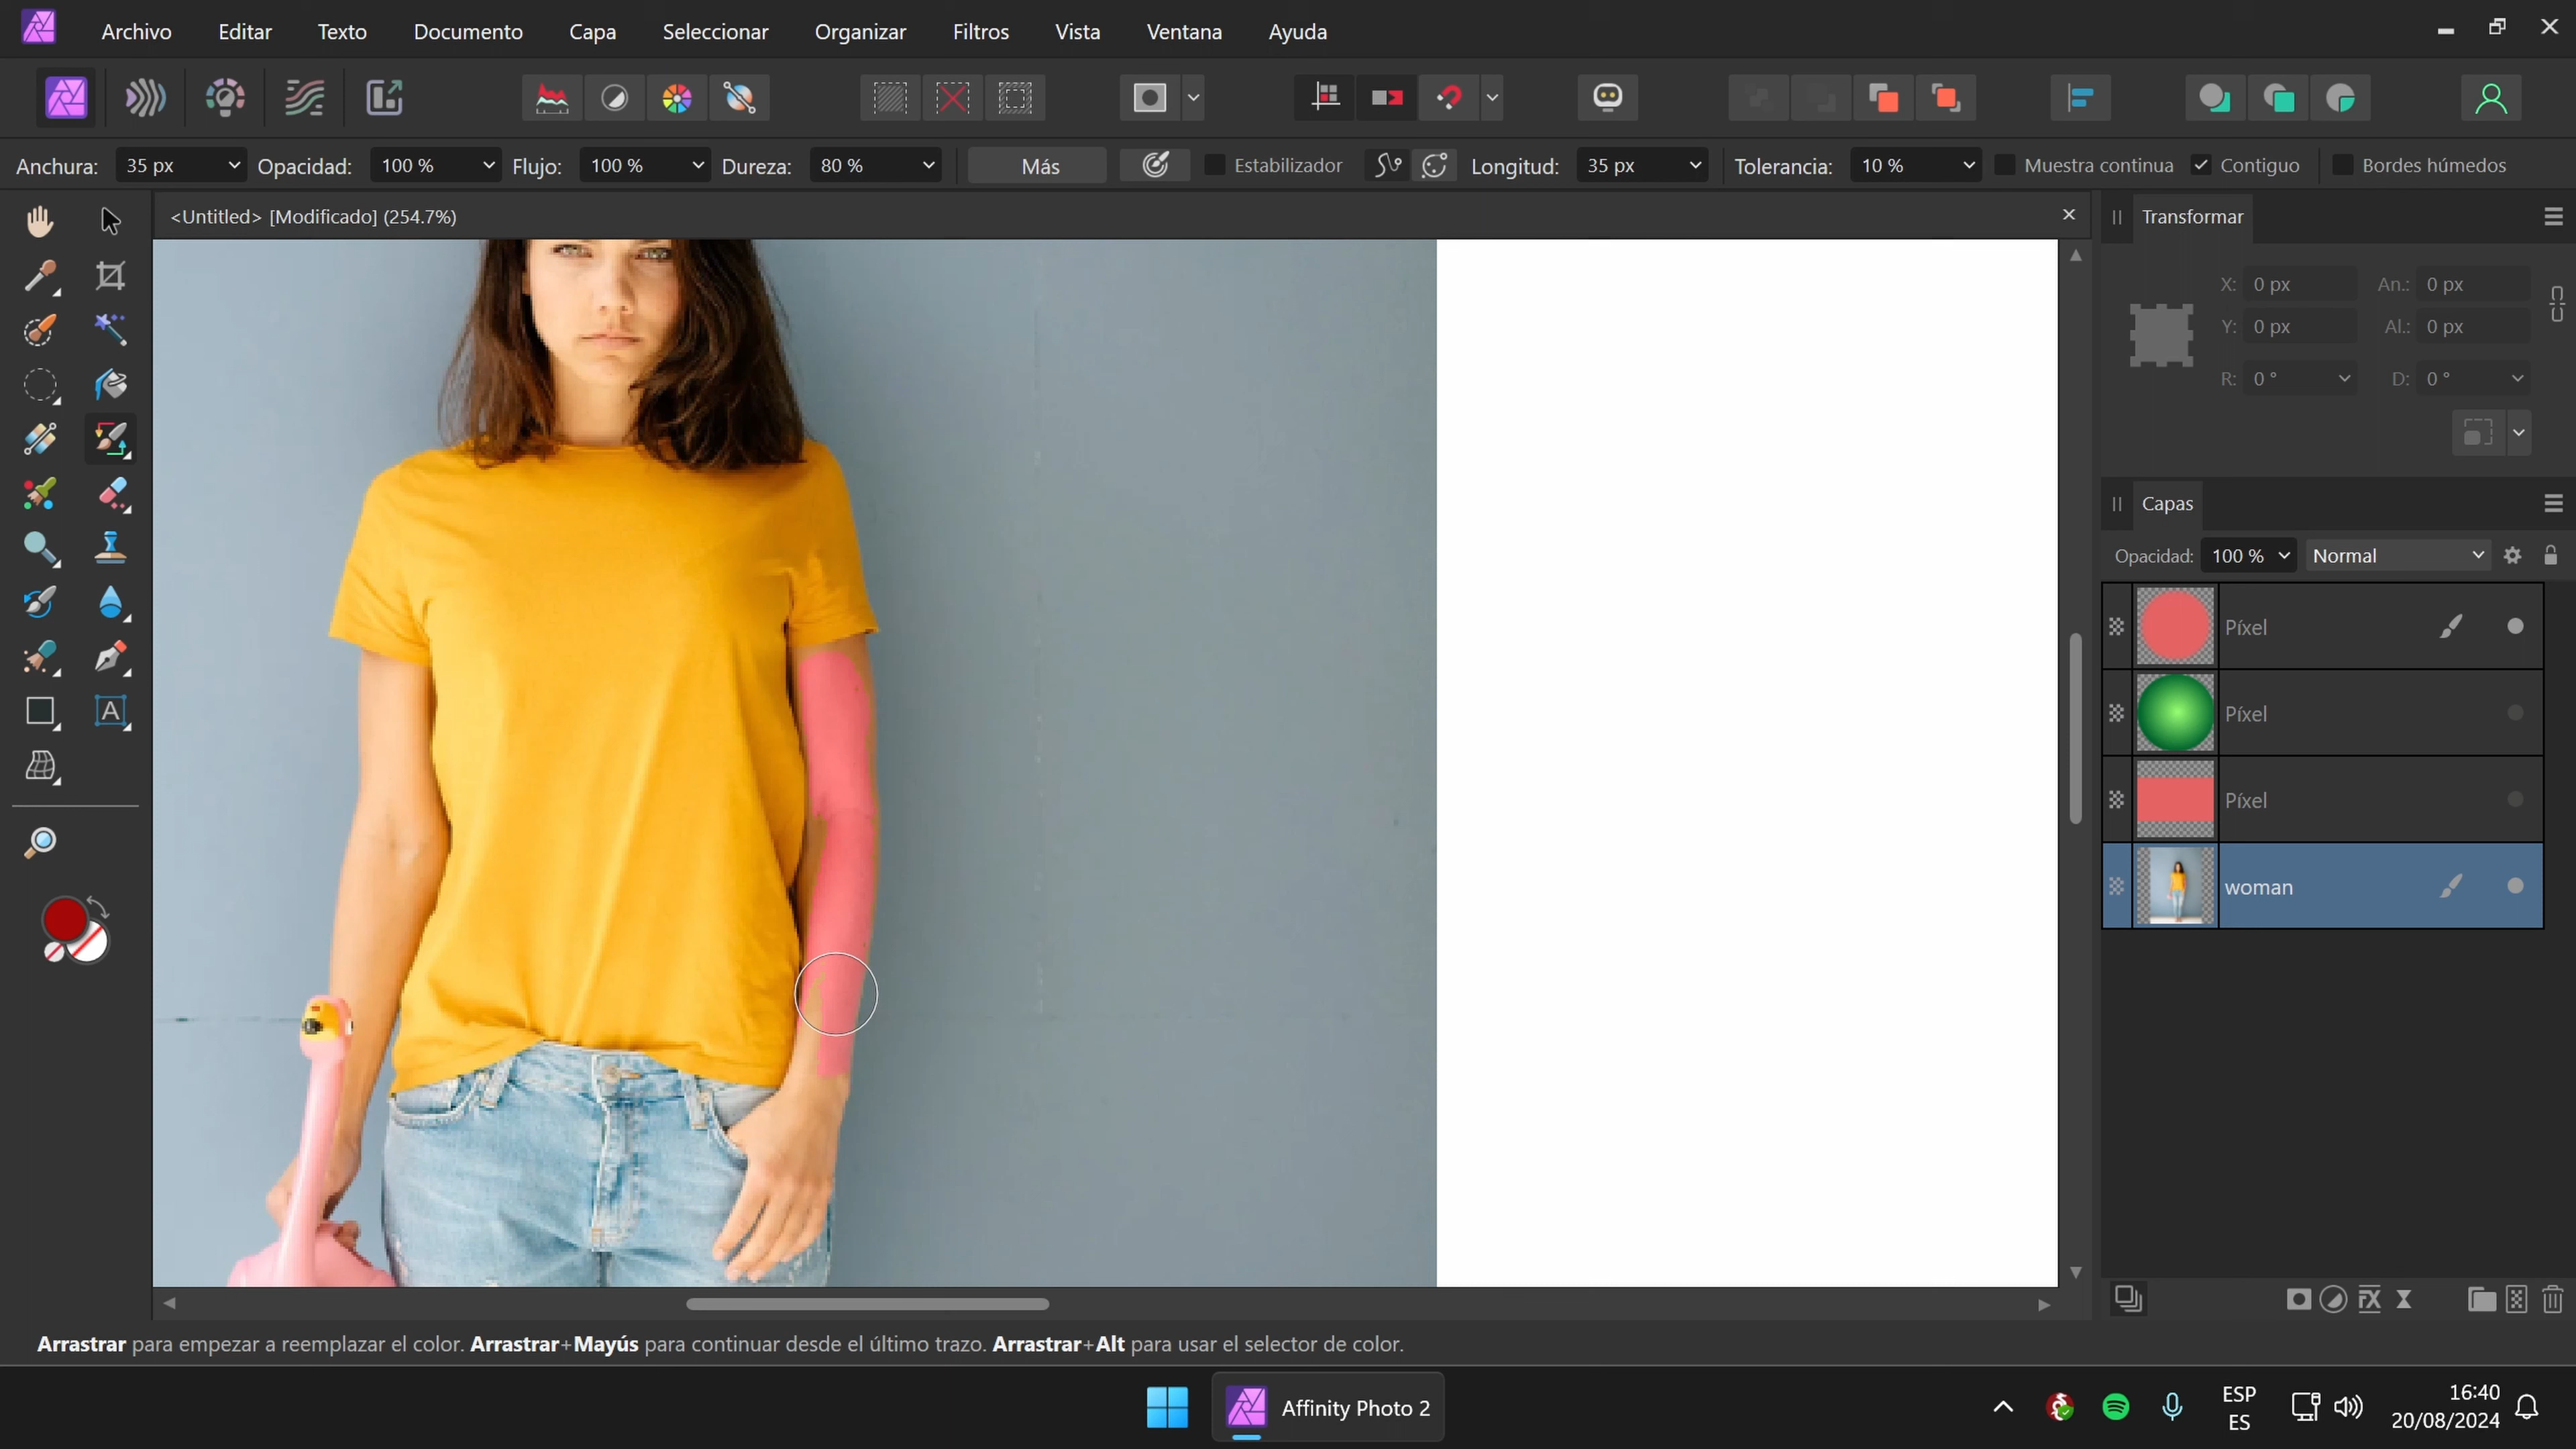 Archivo Editar Texto Documento Capa Seleccionar Organizar Filtros Vista Ventana Ayuda
Anchura: 35 px Opacidad: 100 % Flujo: 100 % Dureza: 80 % Más Estabilizador Longitud: 35 px Tolerancia: 10 % Muestra continua Contiguo Bordes húmedos
<Untitled> [Modificado] (254.7%)
Transformar
X: 0 px An.: 0 px
Y: 0 px Al.: 0 px
R: 0 ° D: 0 °
Capas
Opacidad: 100 % Normal
Píxel
Píxel
Píxel
woman
A
FX
Arrastrar para empezar a reemplazar el color. Arrastrar+Mayús para continuar desde el último trazo. Arrastrar+Alt para usar el selector de color.
Affinity Photo 2
ESP
ES
16:40
20/08/2024